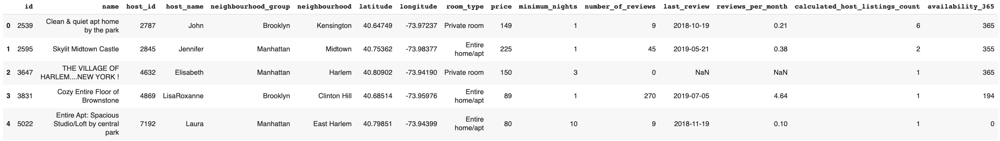 id name host_id host_name neighbourhood_group neighbourhood latitude longitude room_type price minimum_nights number_of_reviews last_review reviews_per_month calculated_host_listings_count availability_365
0 2539 Clean & quiet apt home by the park 2787 John Brooklyn Kensington 40.64749 -73.97237 Private room 149 1 9 2018-10-19 0.21 6 365
1 2595 Skylit Midtown Castle 2845 Jennifer Manhattan Midtown 40.75362 -73.98377 Entire home/apt 225 1 45 2019-05-21 0.38 2 355
2 3647 THE VILLAGE OF HARLEM....NEW YORK ! 4632 Elisabeth Manhattan Harlem 40.80902 -73.94190 Private room 150 3 0 NaN NaN 1 365
3 3831 Cozy Entire Floor of Brownstone 4869 LisaRoxanne Brooklyn Clinton Hill 40.68514 -73.95976 Entire home/apt 89 1 270 2019-07-05 4.64 1 194
4 5022 Entire Apt: Spacious Studio/Loft by central park 7192 Laura Manhattan East Harlem 40.79851 -73.94399 Entire home/apt 80 10 9 2018-11-19 0.10 1 0